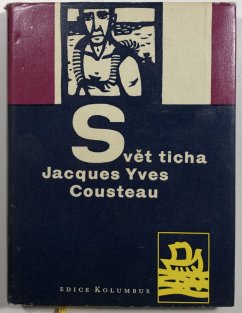 Svět ticha
Jacques Yves
Cousteau
EDICE KOLUMBUS